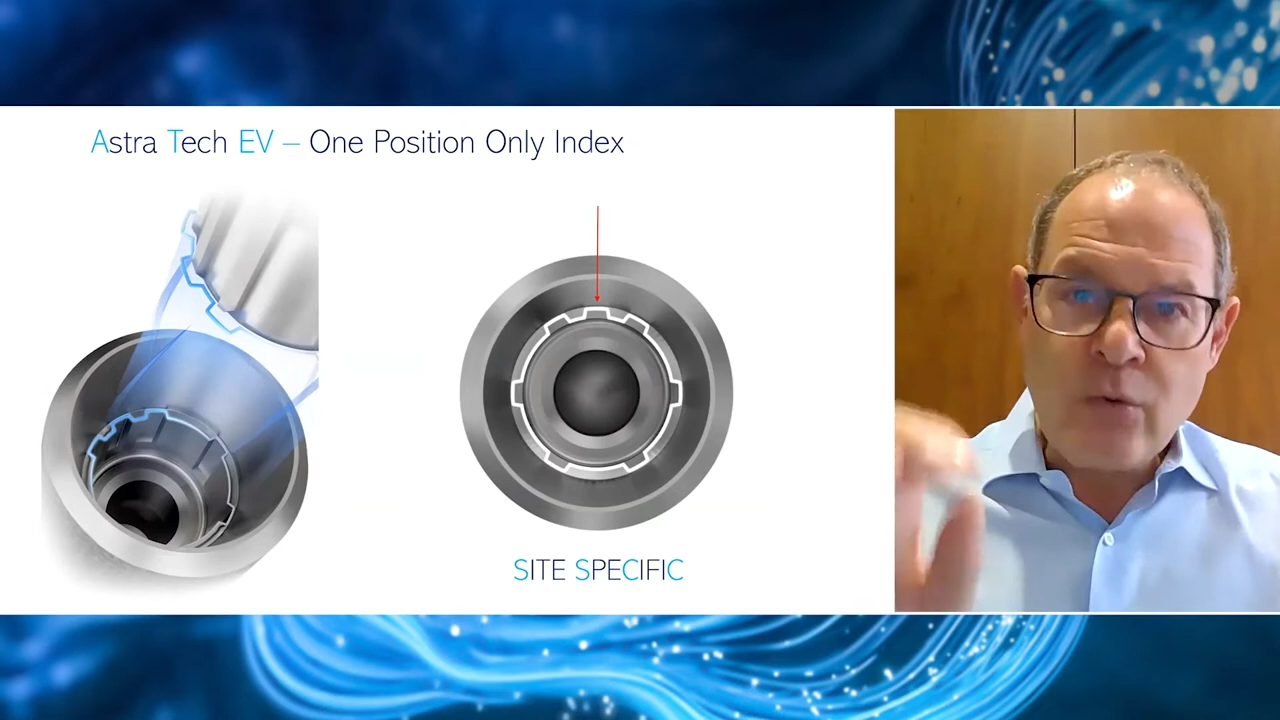 Astra Tech EV – One Position Only Index
SITE SPECIFIC